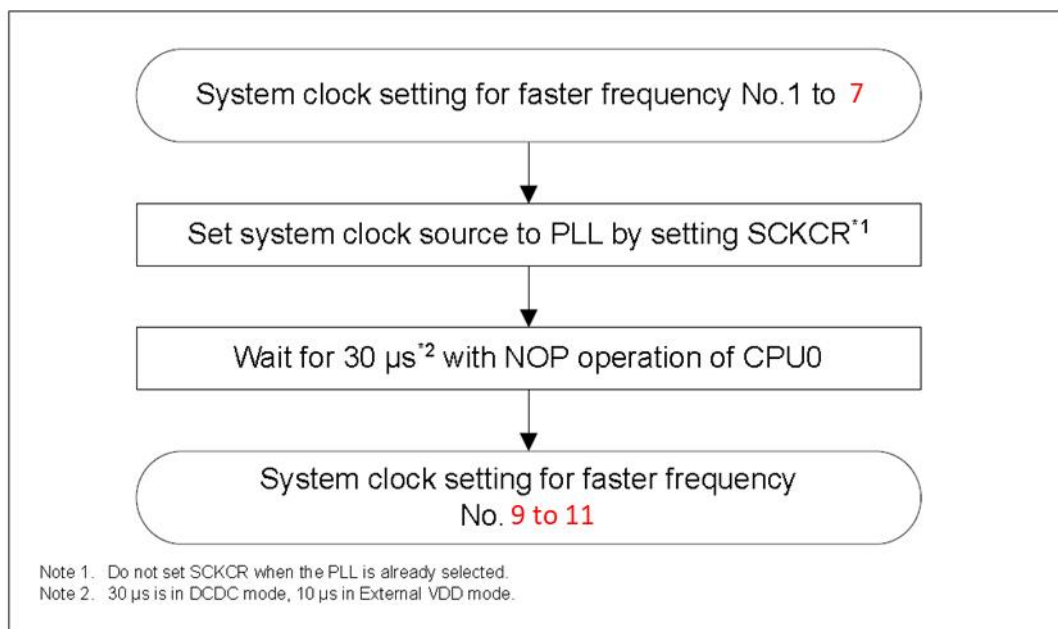 System clock setting for faster frequency No.1 to 7
Set system clock source to PLL by setting SCKCR*1
Wait for 30 µs*2 with NOP operation of CPU0
System clock setting for faster frequency
No. 9 to 11
Note 1. Do not set SCKCR when the PLL is already selected.
Note 2. 30 µs is in DCDC mode, 10 µs in External VDD mode.